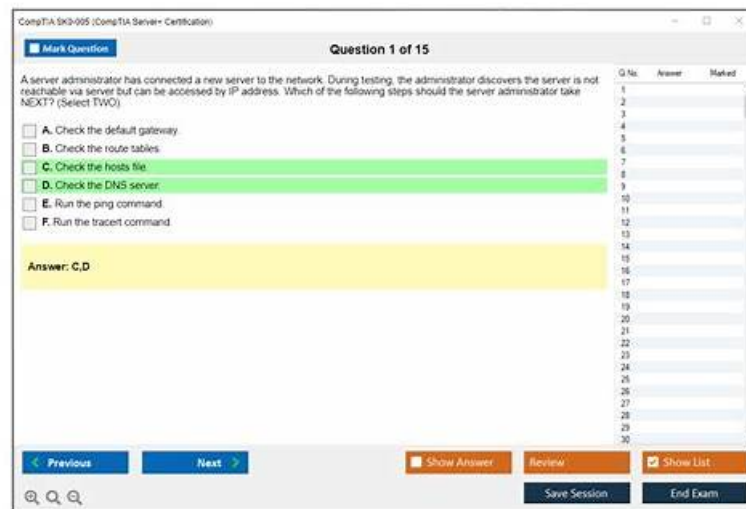 CompTIA SK0-005 (CompTIA Server+ Certification)
Mark Question
Question 1 of 15
A server administrator has connected a new server to the network. During testing, the administrator discovers the server is not
reachable via server but can be accessed by IP address. Which of the following steps should the server administrator take
NEXT? (Select TWO)
A. Check the default gateway.
B. Check the route tables.
C. Check the hosts file.
D. Check the DNS server.
E. Run the ping command.
F. Run the tracert command.
Answer: C,D
Q.No. Answer Marked
1
2
3
4
5
6
7
8
9
10
11
12
13
14
15
16
17
18
19
20
21
22
23
24
25
26
27
28
29
30
Previous Next Show Answer Review Show List
Save Session End Exam